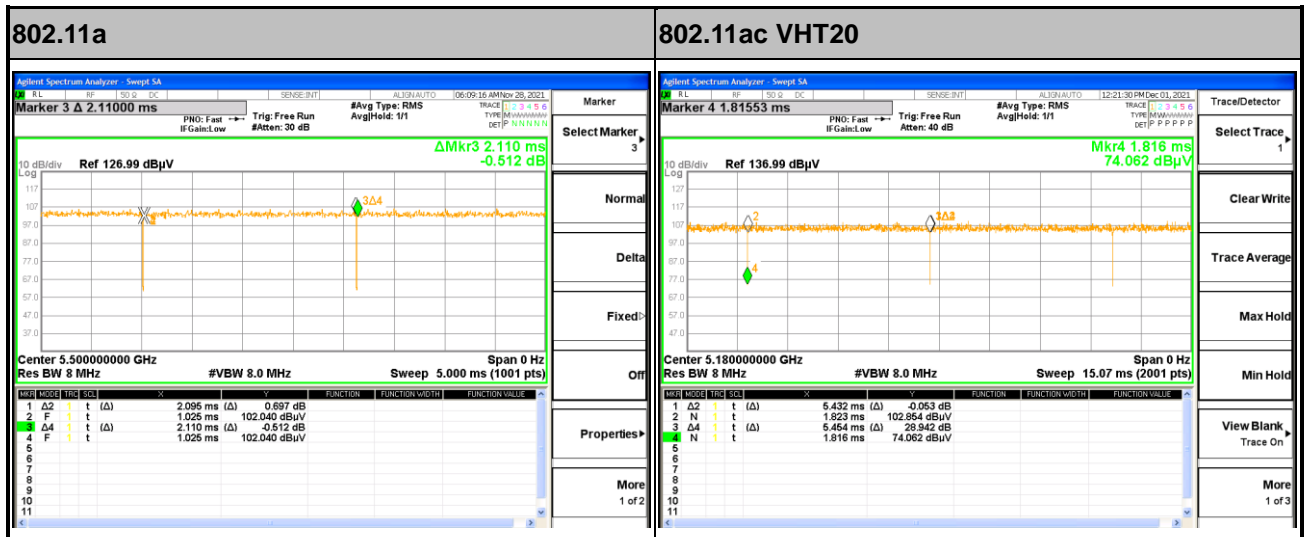 802.11a
Agilent Spectrum Analyzer - Swept SA
RL RF 50 Ω DC SENSE:INT ALIGNAUTO 06:09:16 AM Nov 28, 2021
Marker 3 Δ 2.11000 ms
PNO: Fast
IFGain:Low
Trig: Free Run
#Atten: 30 dB
#Avg Type: RMS
Avg|Hold: 1/1
TRACE 1 2 3 4 5 6
TYPE MWWWWW
DET P NNNNN
ΔMkr3 2.110 ms
-0.512 dB
10 dB/div Ref 126.99 dBµV
Log
117
107
97.0
87.0
77.0
67.0
57.0
47.0
37.0
3Δ4
Center 5.500000000 GHz Span 0 Hz
Res BW 8 MHz #VBW 8.0 MHz Sweep 5.000 ms (1001 pts)
MKR MODE TRC SCL X Y FUNCTION FUNCTION WIDTH FUNCTION VALUE
1 Δ2 1 t (Δ) 2.095 ms (Δ) 0.697 dB
2 F 1 t 1.025 ms 102.040 dBµV
3 Δ4 1 t (Δ) 2.110 ms (Δ) -0.512 dB
4 F 1 t 1.025 ms 102.040 dBµV
5
6
7
8
9
10
11
Marker
Select Marker
3
Normal
Delta
Fixed
Off
Properties
More
1 of 2
802.11ac VHT20
Agilent Spectrum Analyzer - Swept SA
RL RF 50 Ω DC SENSE:INT ALIGNAUTO 12:21:30 PM Dec 01, 2021
Marker 4 1.81553 ms
PNO: Fast
IFGain:Low
Trig: Free Run
Atten: 40 dB
#Avg Type: RMS
Avg|Hold: 1/1
TRACE 1 2 3 4 5 6
TYPE MWWWWW
DET P P P P P P
Mkr4 1.816 ms
74.062 dBµV
10 dB/div Ref 136.99 dBµV
Log
127
117
107
97.0
87.0
77.0
67.0
57.0
47.0
2
4
Center 5.180000000 GHz Span 0 Hz
Res BW 8 MHz #VBW 8.0 MHz Sweep 15.07 ms (2001 pts)
MKR MODE TRC SCL X Y FUNCTION FUNCTION WIDTH FUNCTION VALUE
1 Δ2 1 t (Δ) 5.432 ms (Δ) -0.053 dB
2 N 1 t 1.823 ms 102.854 dBµV
3 Δ4 1 t (Δ) 5.464 ms (Δ) 28.942 dB
4 N 1 t 1.816 ms 74.062 dBµV
5
6
7
8
9
10
11
Trace/Detector
Select Trace
1
Clear Write
Trace Average
Max Hold
Min Hold
View Blank
Trace On
More
1 of 3